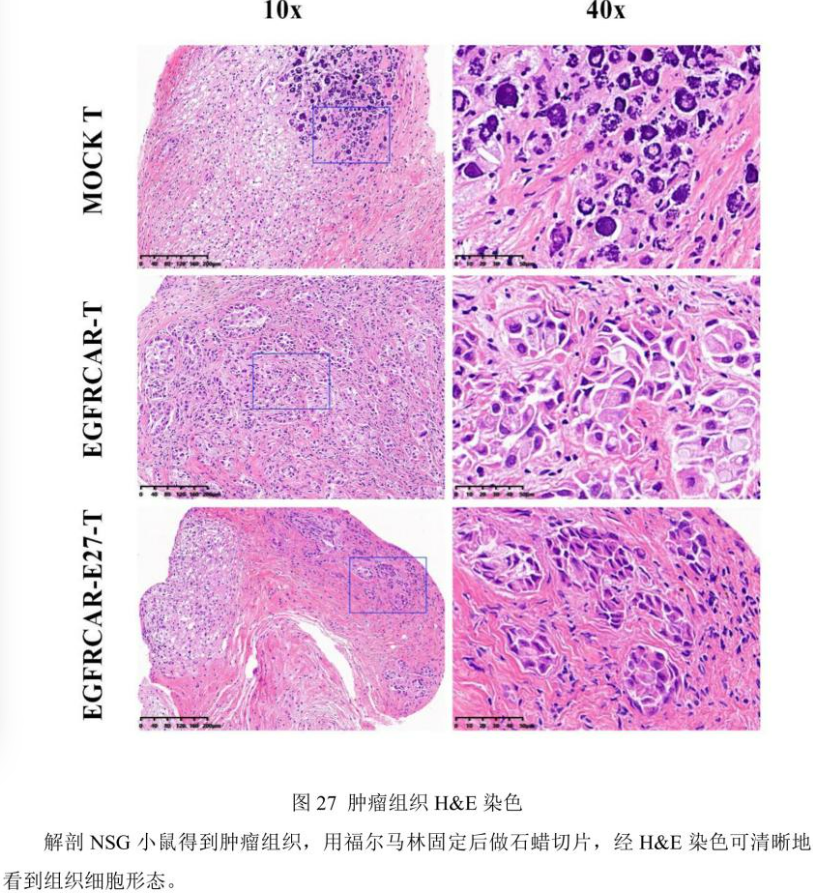 10x 40x
MOCK T
EGFRCAR-T
EGFRCAR-E27-T
图 27 肿瘤组织 H&E 染色
解剖 NSG 小鼠得到肿瘤组织，用福尔马林固定后做石蜡切片，经 H&E 染色可清晰地
看到组织细胞形态。